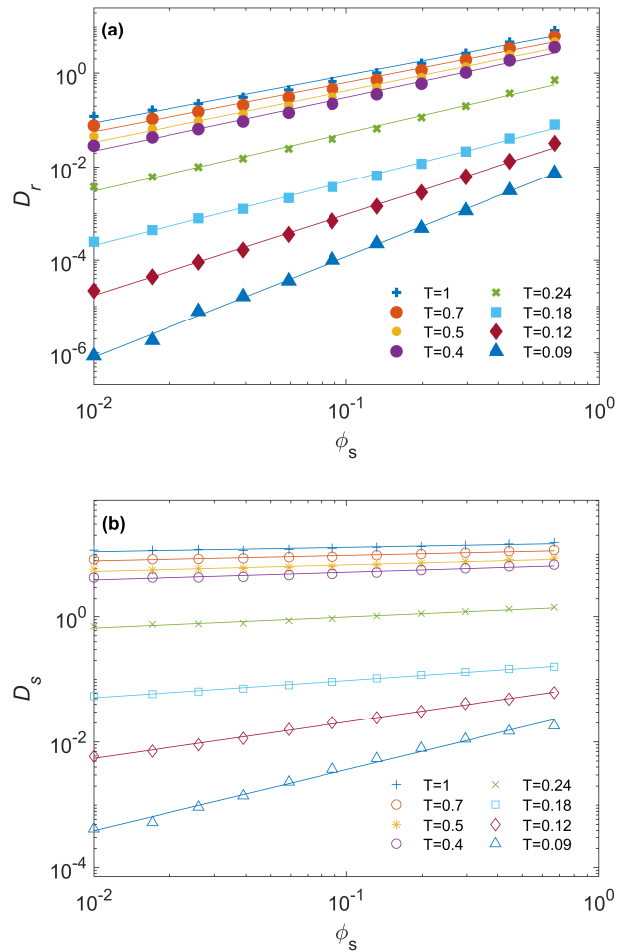 (a)
10^0
10^-2
10^-4
10^-6
D_r
T=1
T=0.7
T=0.5
T=0.4
T=0.24
T=0.18
T=0.12
T=0.09
10^-2
10^-1
10^0
ϕ_s
(b)
10^0
10^-2
10^-4
D_s
T=1
T=0.7
T=0.5
T=0.4
T=0.24
T=0.18
T=0.12
T=0.09
10^-2
10^-1
10^0
ϕ_s